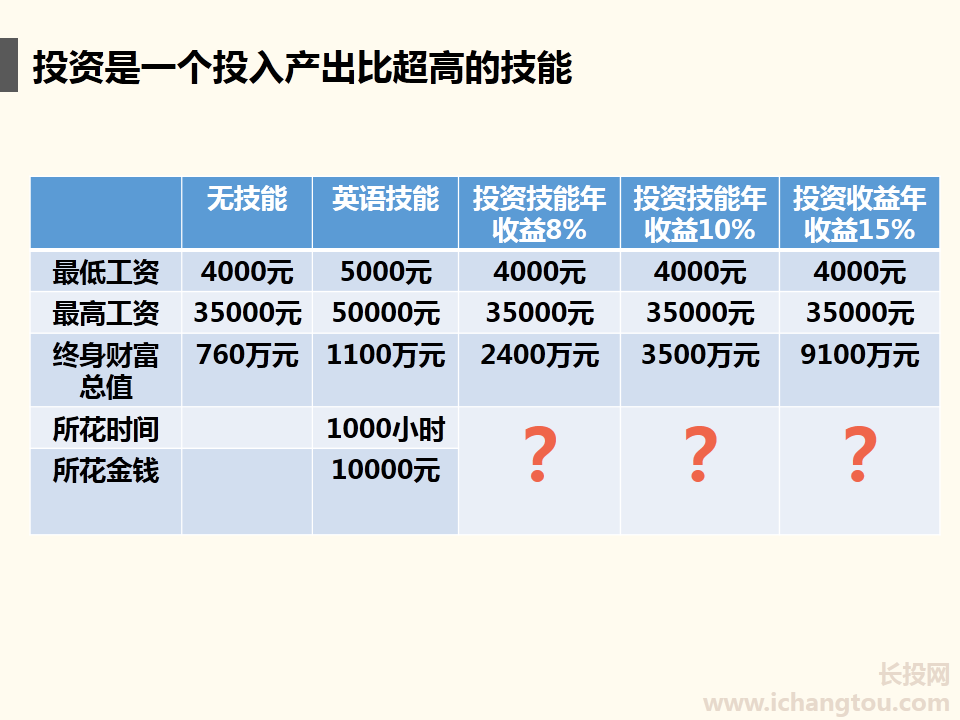 投资是一个投入产出比超高的技能
无技能 英语技能 投资技能年收益8% 投资技能年收益10% 投资收益年收益15%
最低工资 4000元 5000元 4000元 4000元 4000元
最高工资 35000元 50000元 35000元 35000元 35000元
终身财富总值 760万元 1100万元 2400万元 3500万元 9100万元
所花时间 1000小时 ? ? ?
所花金钱 10000元
长投网
www.ichangtou.com